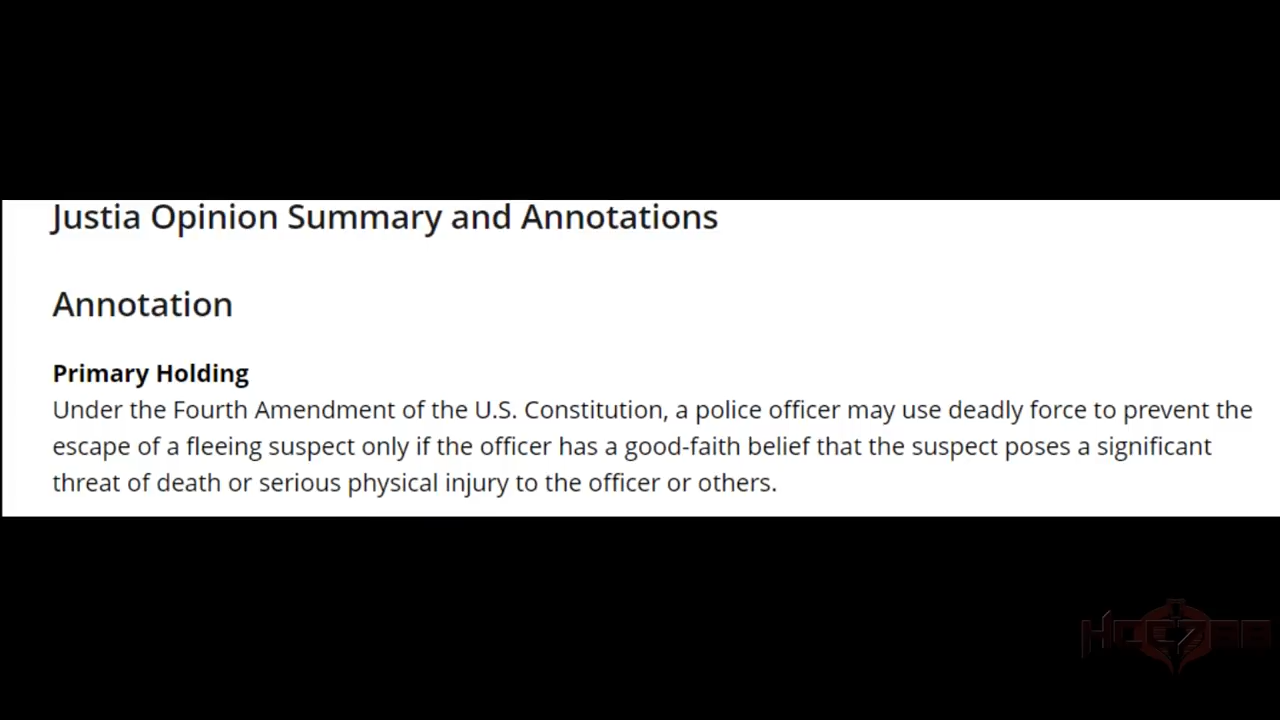 Justia Opinion Summary and Annotations
Annotation
Primary Holding
Under the Fourth Amendment of the U.S. Constitution, a police officer may use deadly force to prevent the
escape of a fleeing suspect only if the officer has a good-faith belief that the suspect poses a significant
threat of death or serious physical injury to the officer or others.